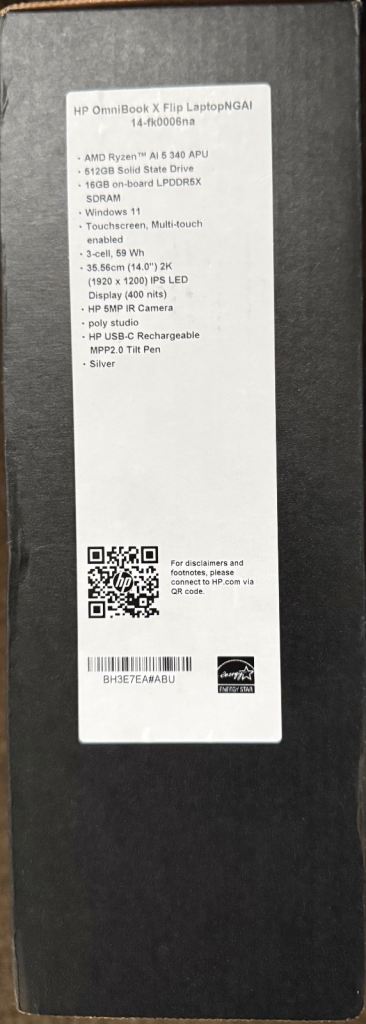 HP OmniBook X Flip LaptopNGAI
14-fk0006na
· AMD Ryzen™ AI 5 340 APU
· 512GB Solid State Drive
· 16GB on-board LPDDR5X
SDRAM
· Windows 11
· Touchscreen, Multi-touch
enabled
· 3-cell, 59 Wh
· 35.56cm (14.0") 2K
(1920 x 1200) IPS LED
Display (400 nits)
· HP 5MP IR Camera
· poly studio
· HP USB-C Rechargeable
MPP2.0 Tilt Pen
· Silver
hp
For disclaimers and
footnotes, please
connect to HP.com via
QR code.
BH3E7EA#ABU
energy
ENERGY STAR